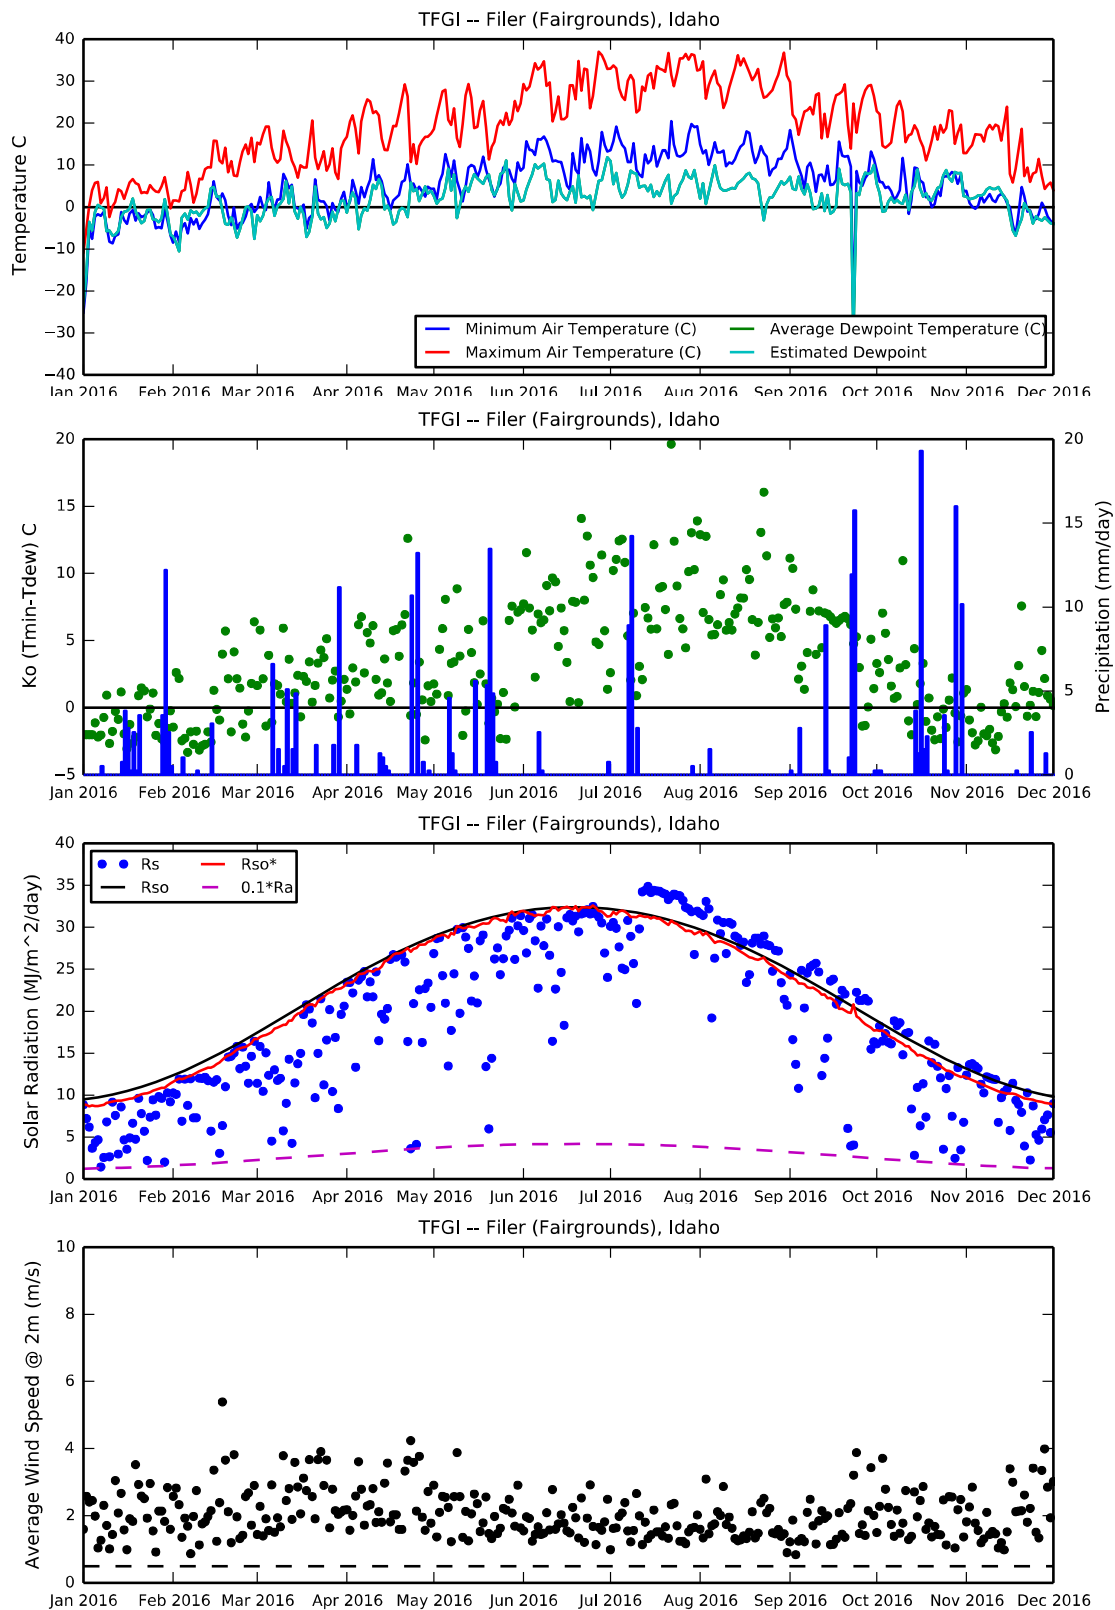 TFGI -- Filer (Fairgrounds), Idaho
Temperature C
40
30
20
10
0
−10
−20
−30
−40
Minimum Air Temperature (C)
Maximum Air Temperature (C)
Average Dewpoint Temperature (C)
Estimated Dewpoint
Jan 2016 Feb 2016 Mar 2016 Apr 2016 May 2016 Jun 2016 Jul 2016 Aug 2016 Sep 2016 Oct 2016 Nov 2016 Dec 2016
TFGI -- Filer (Fairgrounds), Idaho
Ko (Tmin-Tdew) C
20
15
10
5
0
−5
Precipitation (mm/day)
20
15
10
5
0
Jan 2016 Feb 2016 Mar 2016 Apr 2016 May 2016 Jun 2016 Jul 2016 Aug 2016 Sep 2016 Oct 2016 Nov 2016 Dec 2016
TFGI -- Filer (Fairgrounds), Idaho
Solar Radiation (MJ/m^2/day)
40
35
30
25
20
15
10
5
0
Rs
Rso
Rso*
0.1*Ra
Jan 2016 Feb 2016 Mar 2016 Apr 2016 May 2016 Jun 2016 Jul 2016 Aug 2016 Sep 2016 Oct 2016 Nov 2016 Dec 2016
TFGI -- Filer (Fairgrounds), Idaho
Average Wind Speed @ 2m (m/s)
10
8
6
4
2
0
Jan 2016 Feb 2016 Mar 2016 Apr 2016 May 2016 Jun 2016 Jul 2016 Aug 2016 Sep 2016 Oct 2016 Nov 2016 Dec 2016